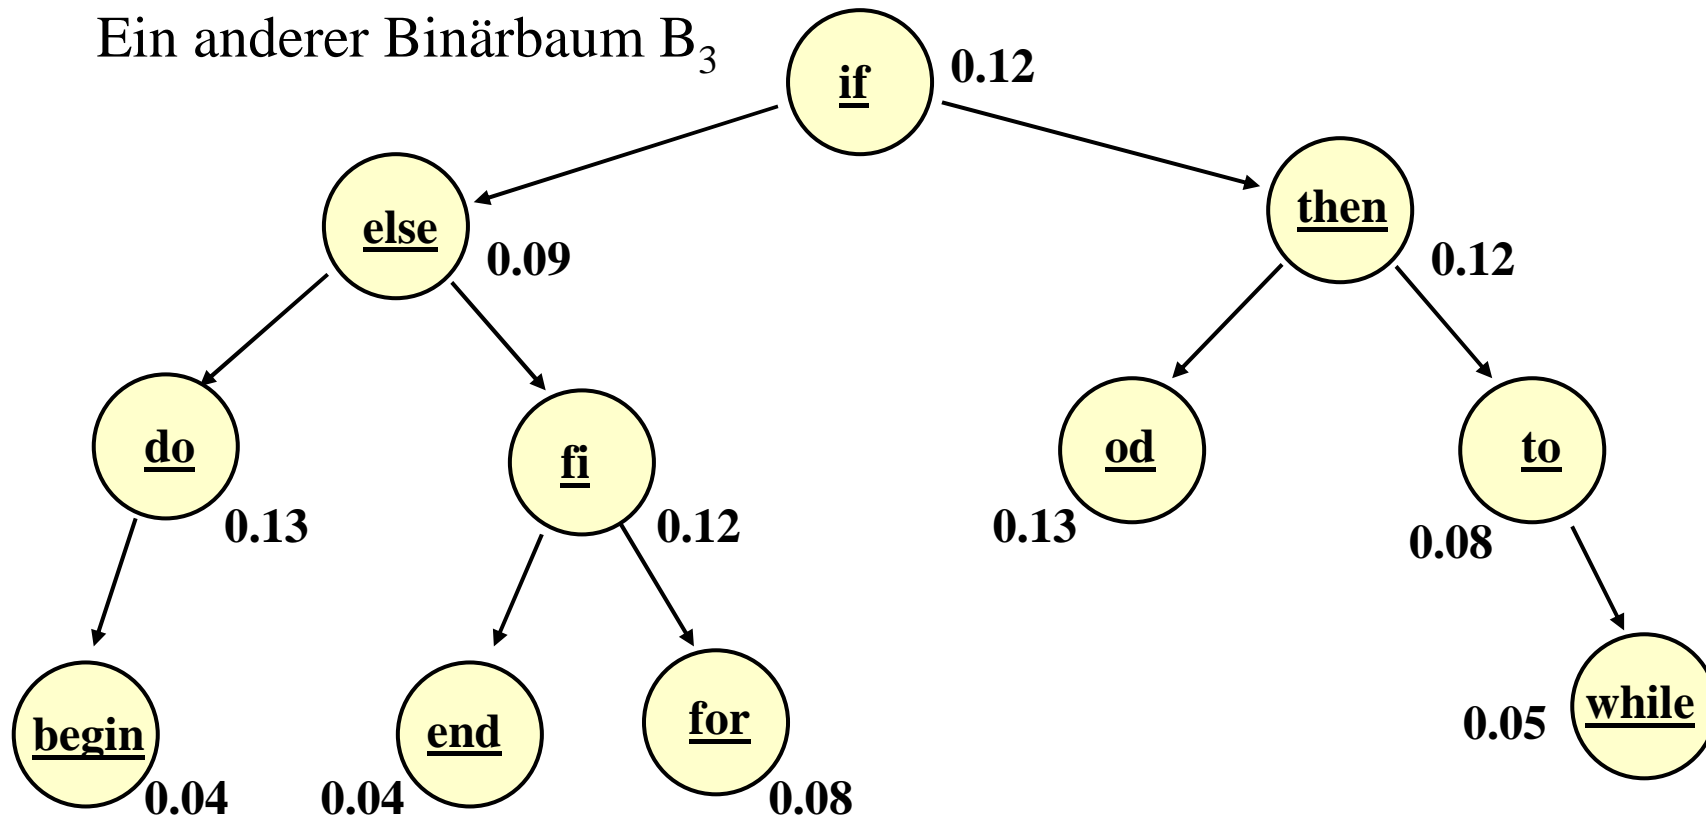 Ein anderer Binärbaum B₃
if
0.12
else
0.09
then
0.12
do
0.13
fi
0.12
od
0.13
to
0.08
begin
0.04
end
0.04
for
0.08
while
0.05